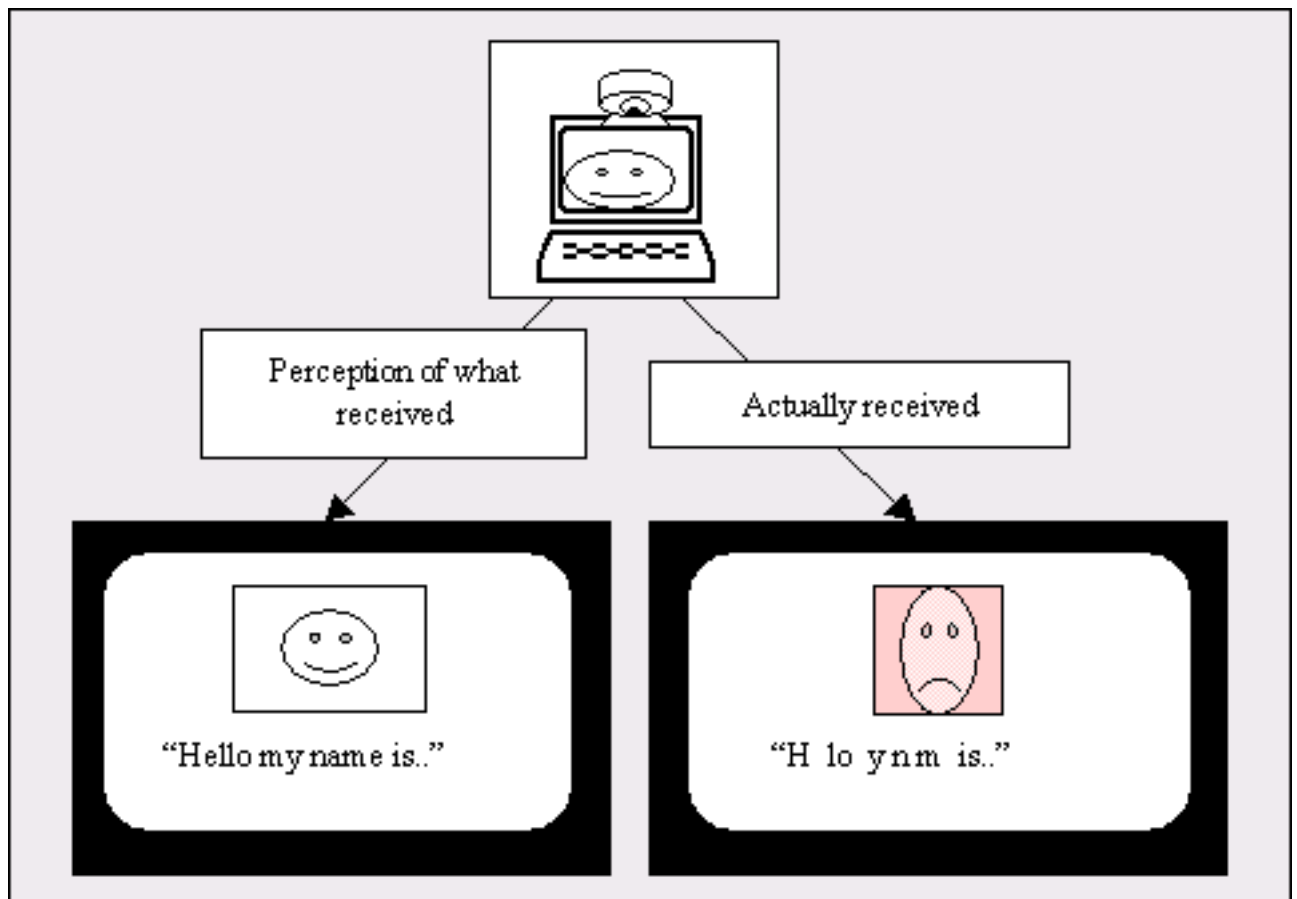 Perception of what
received
Actually received
“Hello my name is..”
“H lo y n m is..”